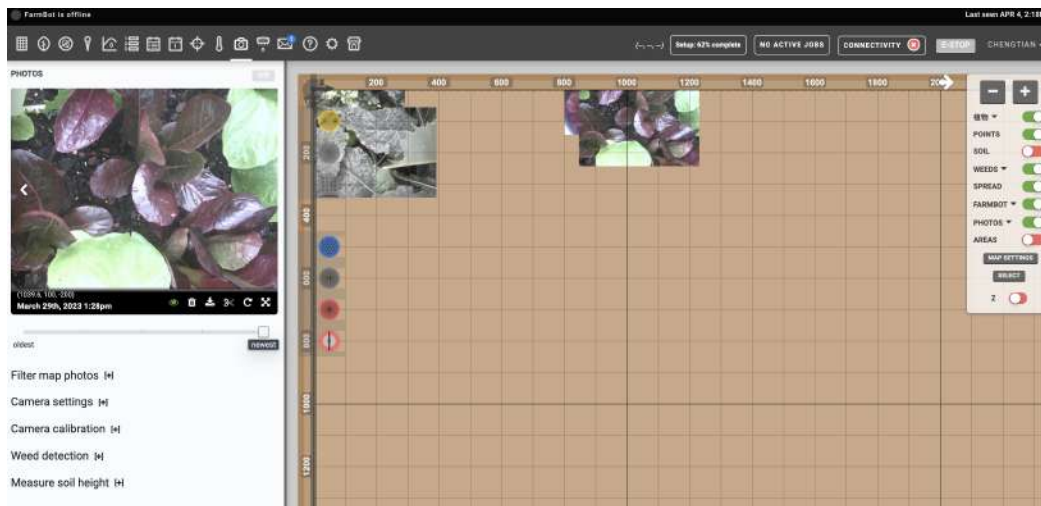 FarmBot is offline
Last seen APR 4, 2:18
(--, --, --)
Setup: 62% complete
NO ACTIVE JOBS
CONNECTIVITY
E-STOP
CHENGTIAN
PHOTOS
(1039.6, 100, -200)
March 29th, 2023 1:28pm
oldest
newest
Filter map photos [+]
Camera settings [+]
Camera calibration [+]
Weed detection [+]
Measure soil height [+]
200 400 600 800 1000 1200 1400 1600 1800
200
400
600
800
1000
1200
植物
POINTS
SOIL
WEEDS
SPREAD
FARMBOT
PHOTOS
AREAS
MAP SETTINGS
SELECT
Z